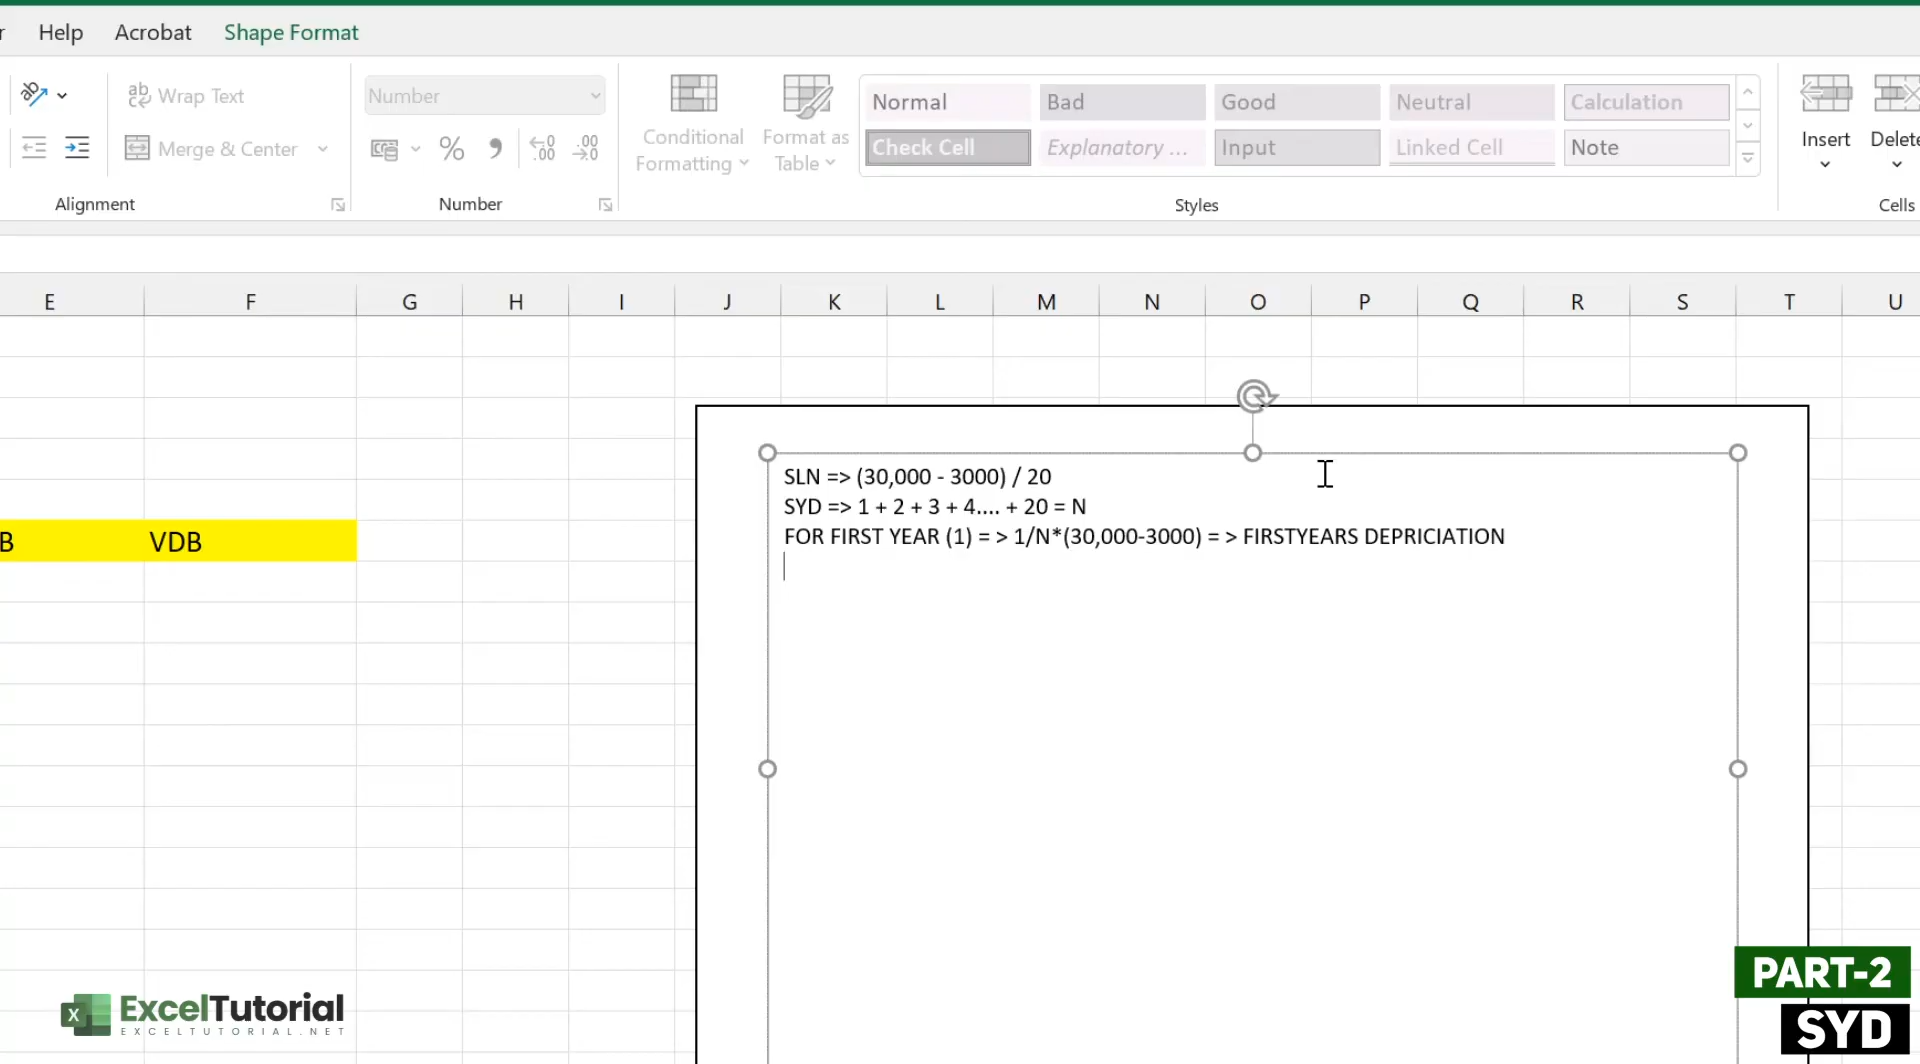 Help Acrobat Shape Format
Wrap Text
Merge & Center
Alignment
Number
Number
Conditional Formatting
Format as Table
Normal Bad Good Neutral Calculation
Check Cell Explanatory ... Input Linked Cell Note
Styles
Insert
Delete
Cells
E F G H I J K L M N O P Q R S T U
B VDB
SLN => (30,000 - 3000) / 20
SYD => 1 + 2 + 3 + 4.... + 20 = N
FOR FIRST YEAR (1) = > 1/N*(30,000-3000) = > FIRSTYEARS DEPRICIATION
ExcelTutorial
EXCELTUTORIAL.NET
PART-2
SYD